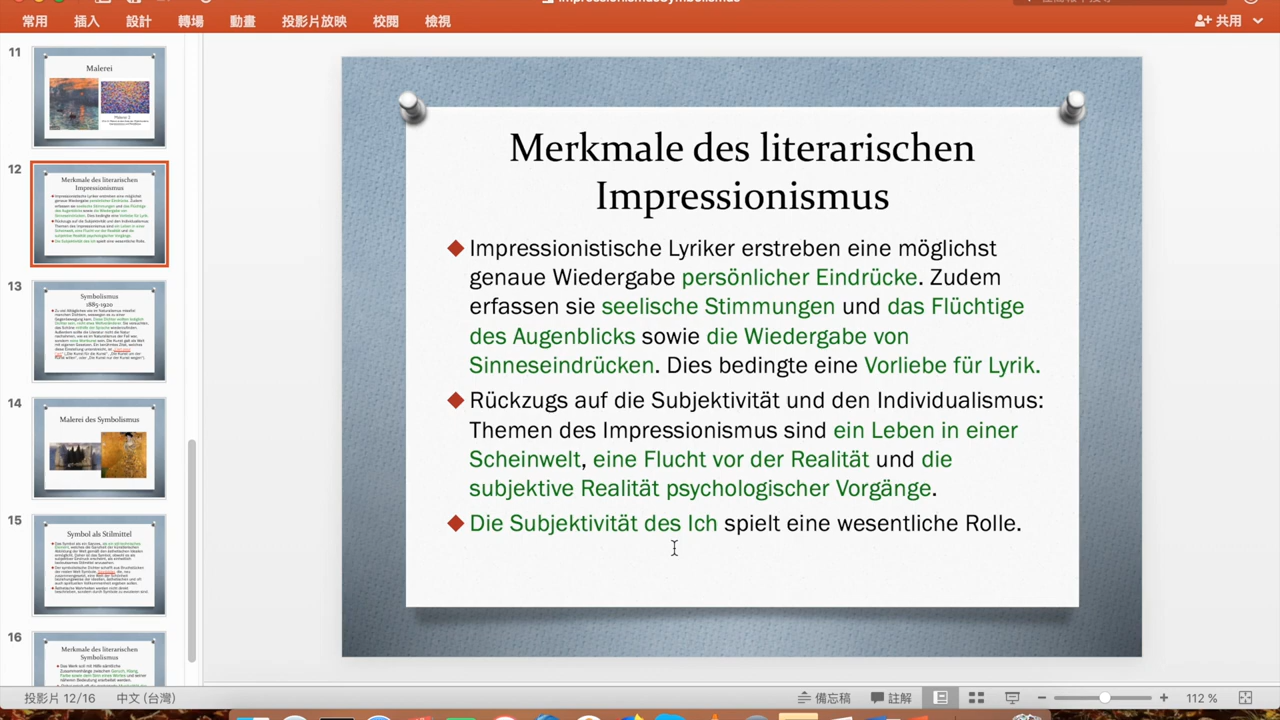 常用 插入 設計 轉場 動畫 投影片放映 校閱 檢視 共用
11
Malerei
12
Merkmale des literarischen
Impressionismus
13
Symbolismus
1885-1920
14
Malerei des Symbolismus
15
Symbol als Stilmittel
16
Merkmale des literarischen
Symbolismus
Merkmale des literarischen
Impressionismus
Impressionistische Lyriker erstreben eine möglichst
genaue Wiedergabe persönlicher Eindrücke. Zudem
erfassen sie seelische Stimmungen und das Flüchtige
des Augenblicks sowie die Wiedergabe von
Sinneseindrücken. Dies bedingte eine Vorliebe für Lyrik.
Rückzugs auf die Subjektivität und den Individualismus:
Themen des Impressionismus sind ein Leben in einer
Scheinwelt, eine Flucht vor der Realität und die
subjektive Realität psychologischer Vorgänge.
Die Subjektivität des Ich spielt eine wesentliche Rolle.
投影片 12/16 中文 (台灣) 備忘稿 註解 112 %